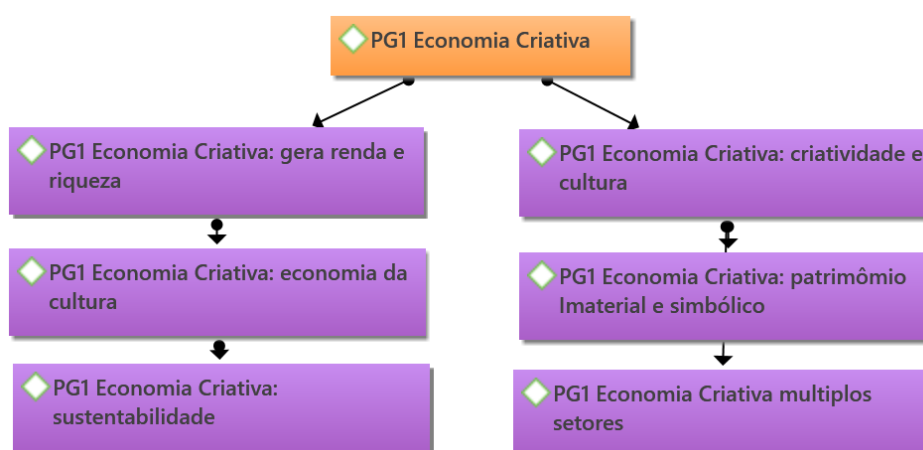 PG1 Economia Criativa
PG1 Economia Criativa: gera renda e
riqueza
PG1 Economia Criativa: criatividade e
cultura
PG1 Economia Criativa: economia da
cultura
PG1 Economia Criativa: patrimômio
Imaterial e simbólico
PG1 Economia Criativa:
sustentabilidade
PG1 Economia Criativa multiplos
setores